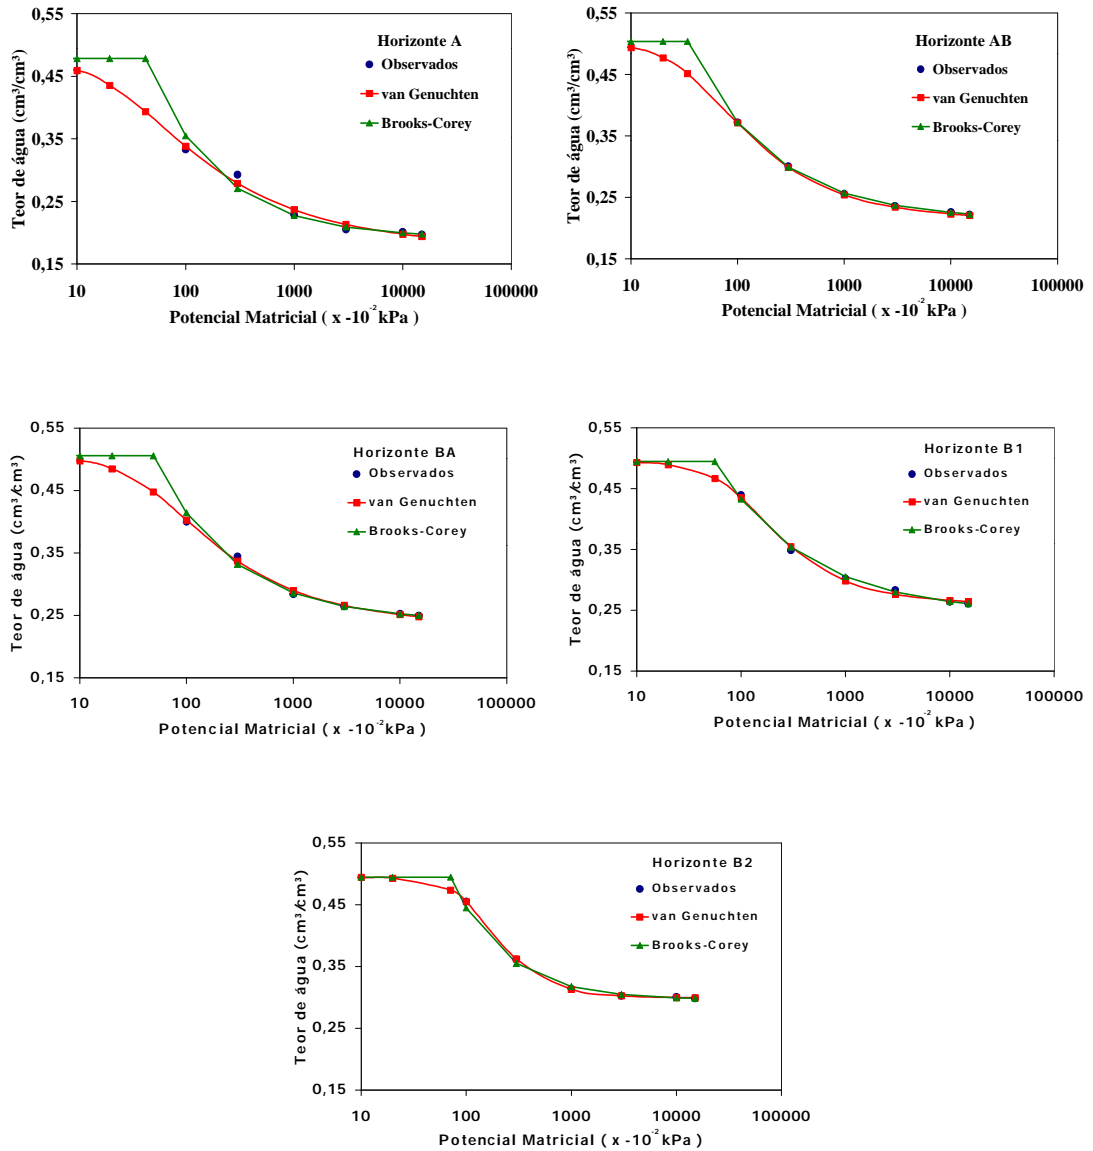 0,55
0,45
0,35
0,25
0,15
10
100
1000
10000
100000
Teor de água (cm³/cm³)
Potencial Matricial ( x -10⁻² kPa )
Horizonte A
Observados
van Genuchten
Brooks-Corey
0,55
0,45
0,35
0,25
0,15
10
100
1000
10000
100000
Teor de água (cm³/cm³)
Potencial Matricial ( x -10⁻² kPa )
Horizonte AB
Observados
van Genuchten
Brooks-Corey
0,55
0,45
0,35
0,25
0,15
10
100
1000
10000
100000
Teor de água (cm³/cm³)
Potencial Matricial ( x -10⁻² kPa )
Horizonte BA
Observados
van Genuchten
Brooks-Corey
0,55
0,45
0,35
0,25
0,15
10
100
1000
10000
100000
Teor de água (cm³/cm³)
Potencial Matricial ( x -10⁻² kPa )
Horizonte B1
Observados
van Genuchten
Brooks-Corey
0,55
0,45
0,35
0,25
0,15
10
100
1000
10000
100000
Teor de água (cm³/cm³)
Potencial Matricial ( x -10⁻² kPa )
Horizonte B2
Observados
van Genuchten
Brooks-Corey